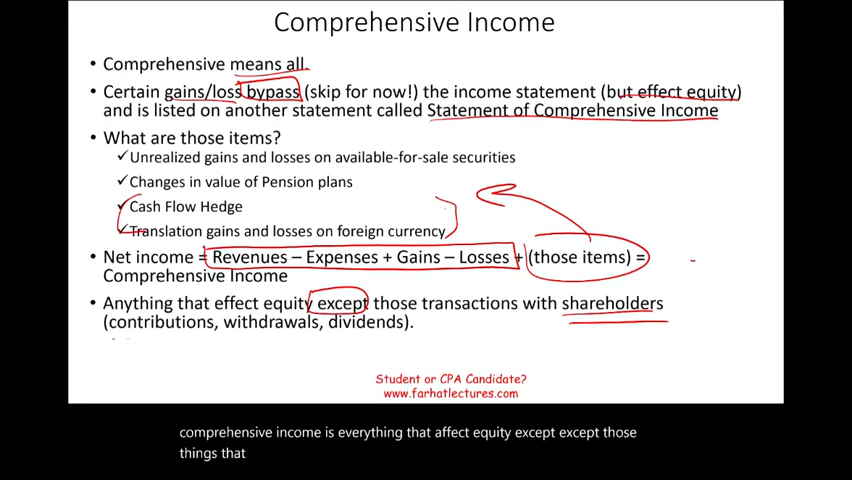 Comprehensive Income
• Comprehensive means all.
• Certain gains/loss bypass (skip for now!) the income statement (but effect equity)
and is listed on another statement called Statement of Comprehensive Income
• What are those items?
✓Unrealized gains and losses on available-for-sale securities
✓Changes in value of Pension plans
✓Cash Flow Hedge
✓Translation gains and losses on foreign currency
• Net income = Revenues – Expenses + Gains – Losses + (those items) =
Comprehensive Income
• Anything that effect equity except those transactions with shareholders
(contributions, withdrawals, dividends).
Student or CPA Candidate?
www.farhatlectures.com
comprehensive income is everything that affect equity except except those
things that